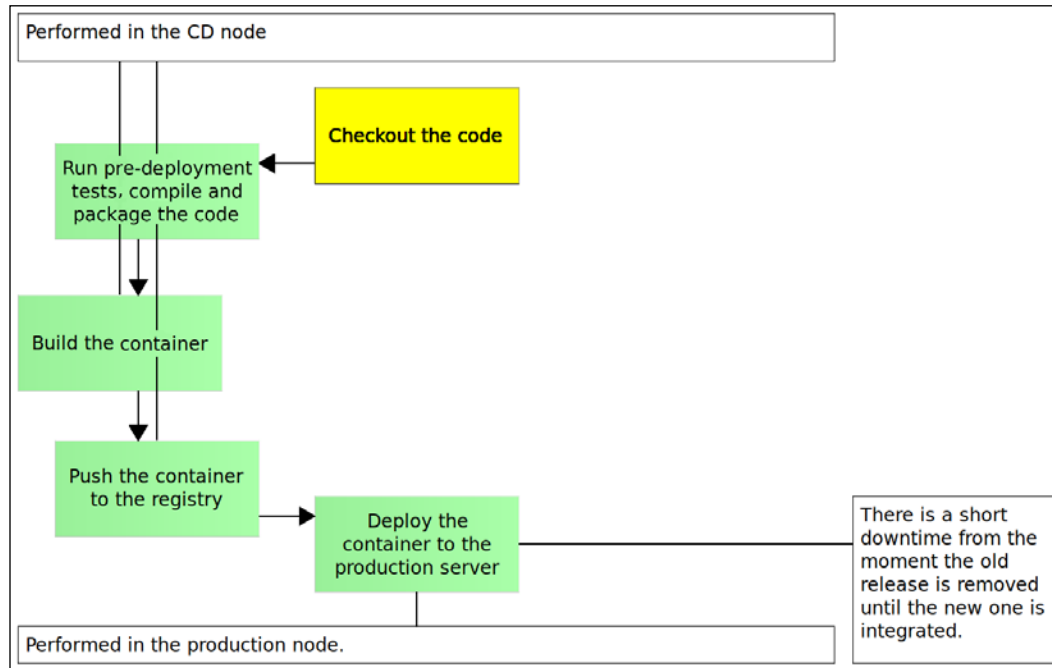 Performed in the CD node
Checkout the code
Run pre-deployment
tests, compile and
package the code
Build the container
Push the container
to the registry
Deploy the
container to the
production server
There is a short
downtime from the
moment the old
release is removed
until the new one is
integrated.
Performed in the production node.